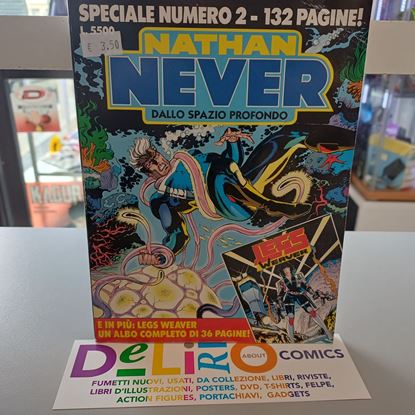 SPECIALE NUMERO 2 - 132 PAGINE!
L. 5500
€ 3,50
NATHAN
NEVER
DALLO SPAZIO PROFONDO
LEGS
WEAVER
E IN PIÙ: LEGS WEAVER
UN ALBO COMPLETO DI 36 PAGINE!
DeLiRiO ABOUT COMICS
FUMETTI NUOVI, USATI, DA COLLEZIONE, LIBRI, RIVISTE,
LIBRI D'ILLUSTRAZIONI, POSTERS, DVD, T-SHIRTS, FELPE,
ACTION FIGURES, PORTACHIAVI, GADGETS